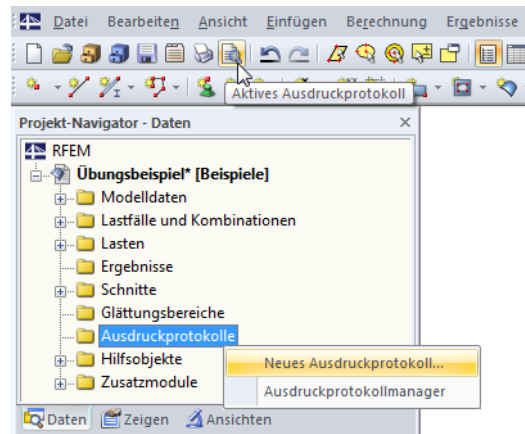 Datei Bearbeiten Ansicht Einfügen Berechnung Ergebnisse
Aktives Ausdruckprotokoll
Projekt-Navigator - Daten
RFEM
Übungsbeispiel* [Beispiele]
Modelldaten
Lastfälle und Kombinationen
Lasten
Ergebnisse
Schnitte
Glättungsbereiche
Ausdruckprotokolle
Hilfsobjekte
Zusatzmodule
Neues Ausdruckprotokoll...
Ausdruckprotokollmanager
Daten Zeigen Ansichten